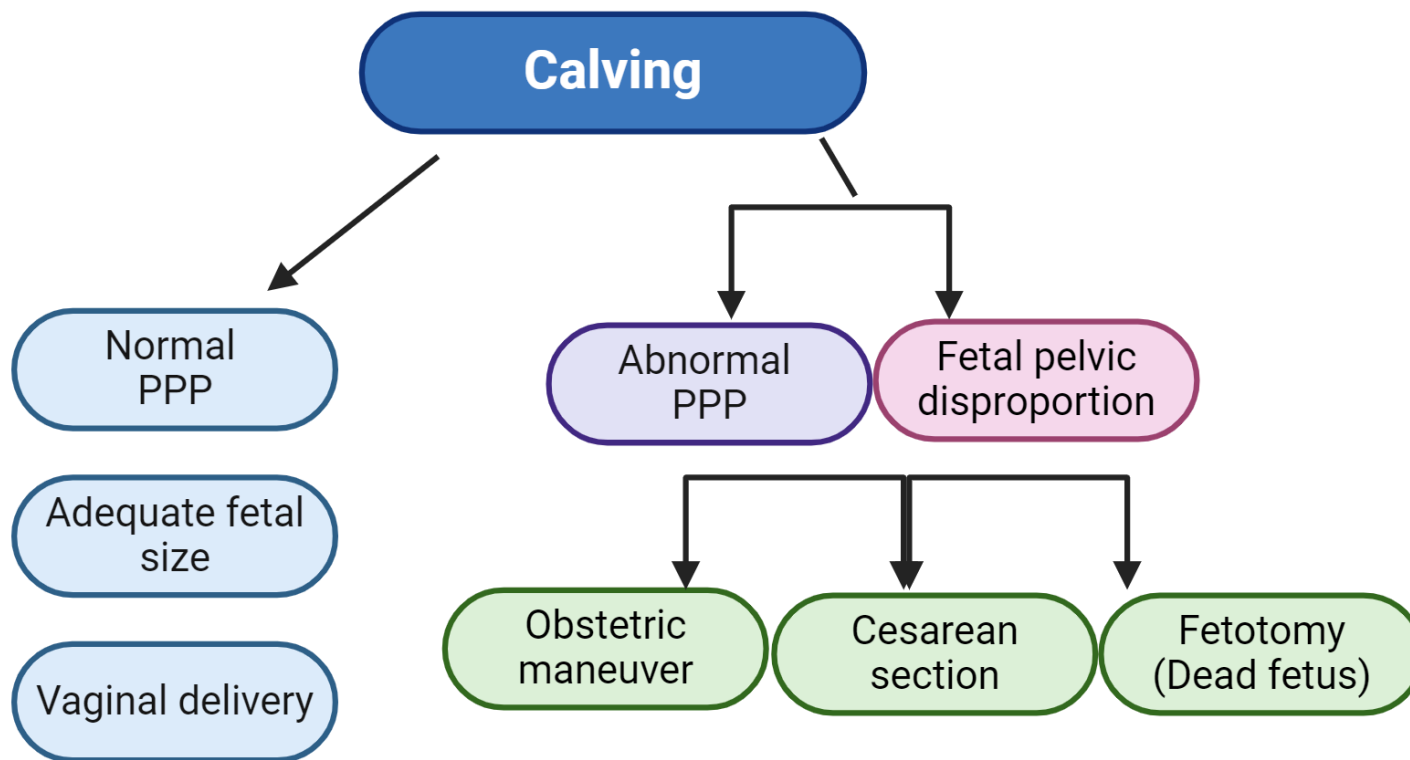 Calving
Normal
PPP
Adequate fetal
size
Vaginal delivery
Abnormal
PPP
Fetal pelvic
disproportion
Obstetric
maneuver
Cesarean
section
Fetotomy
(Dead fetus)